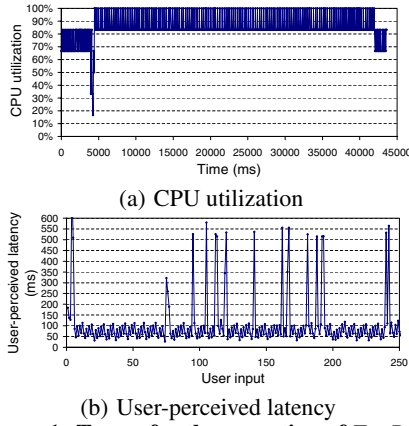 100%
90%
80%
70%
60%
50%
40%
30%
20%
10%
0%
CPU utilization
0 5000 10000 15000 20000 25000 30000 35000 40000 45000
Time (ms)
(a) CPU utilization
600
550
500
450
400
350
300
250
200
150
100
50
0
User-perceived latency
(ms)
0 50 100 150 200 250
User input
(b) User-perceived latency